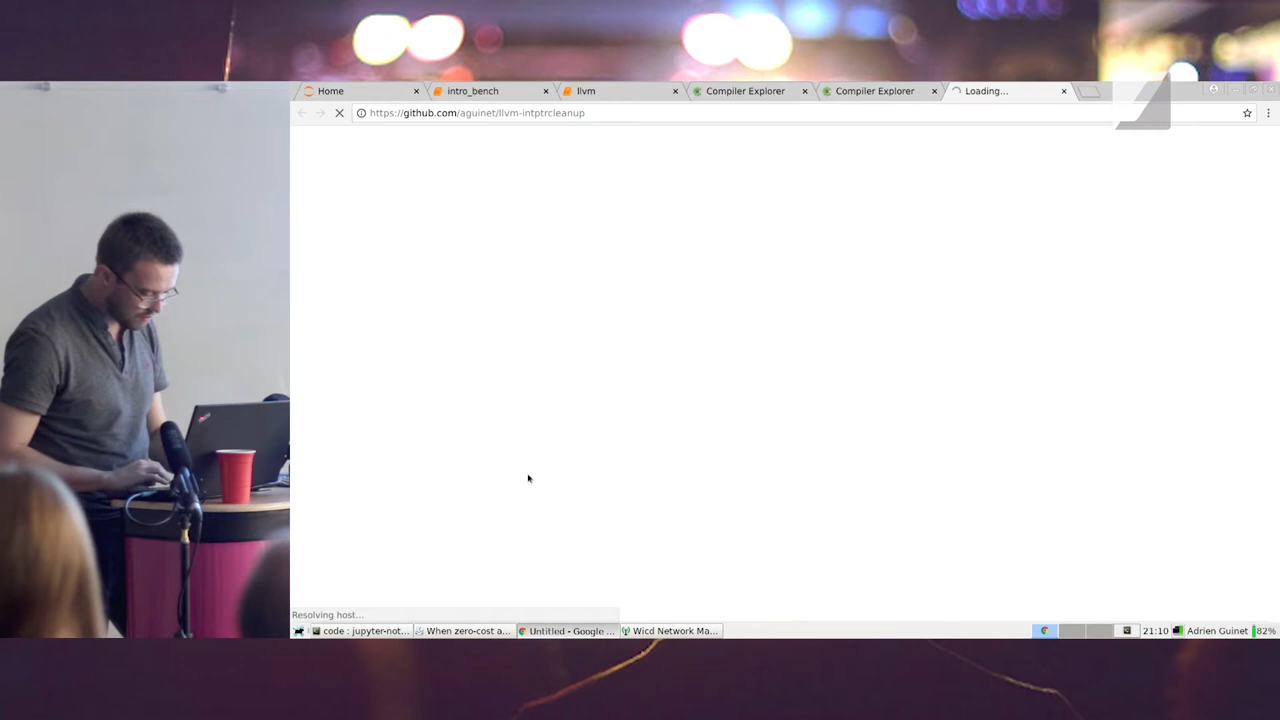 Home
intro_bench
llvm
Compiler Explorer
Compiler Explorer
Loading...
https://github.com/aguinet/llvm-intptrcleanup
Resolving host...
code : jupyter-not...
When zero-cost a...
Untitled - Google ...
Wicd Network Ma...
21:10
Adrien Guinet
82%